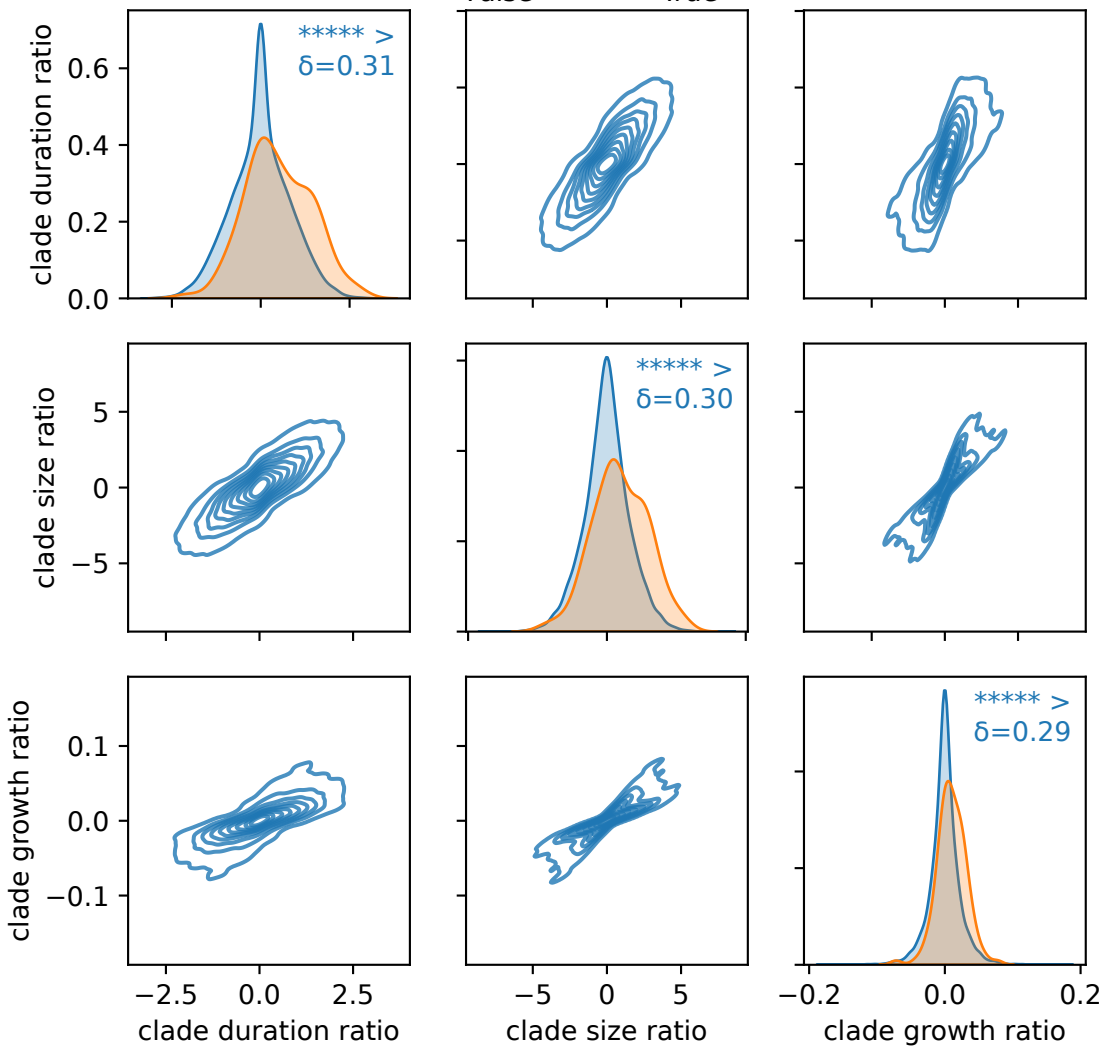 ***** >
δ=0.31
clade duration ratio
0.6
0.4
0.2
0.0
***** >
δ=0.30
clade size ratio
5
0
−5
***** >
δ=0.29
clade growth ratio
0.1
0.0
−0.1
−2.5 0.0 2.5
−5 0 5
−0.2 0.0 0.2
clade duration ratio
clade size ratio
clade growth ratio